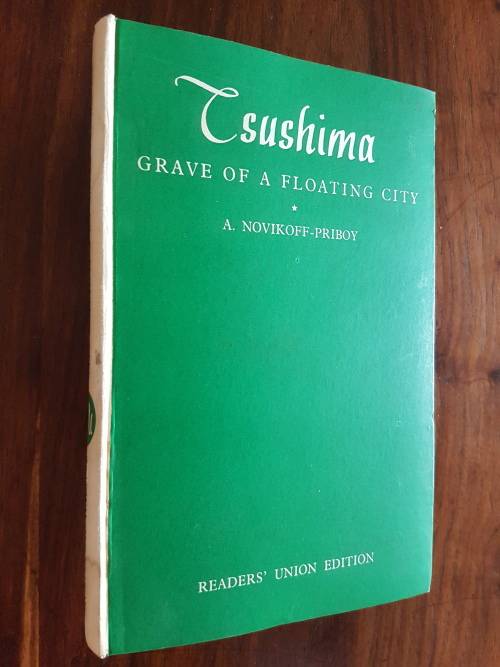 Tsushima
GRAVE OF A FLOATING CITY
A. NOVIKOFF-PRIBOY
READERS' UNION EDITION